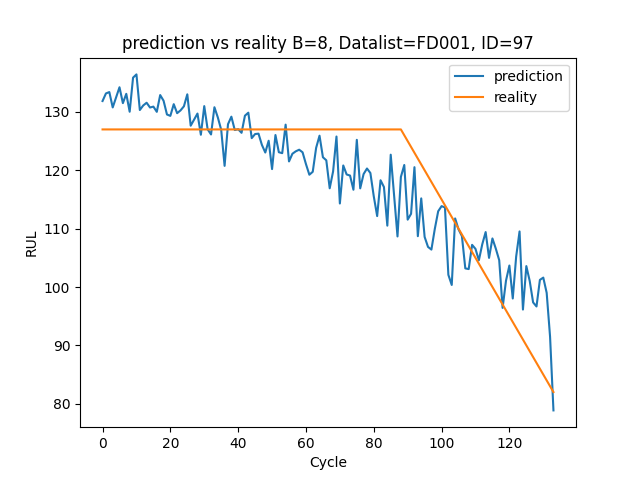 prediction vs reality B=8, Datalist=FD001, ID=97
prediction
reality
130
120
110
100
90
80
RUL
0
20
40
60
80
100
120
Cycle